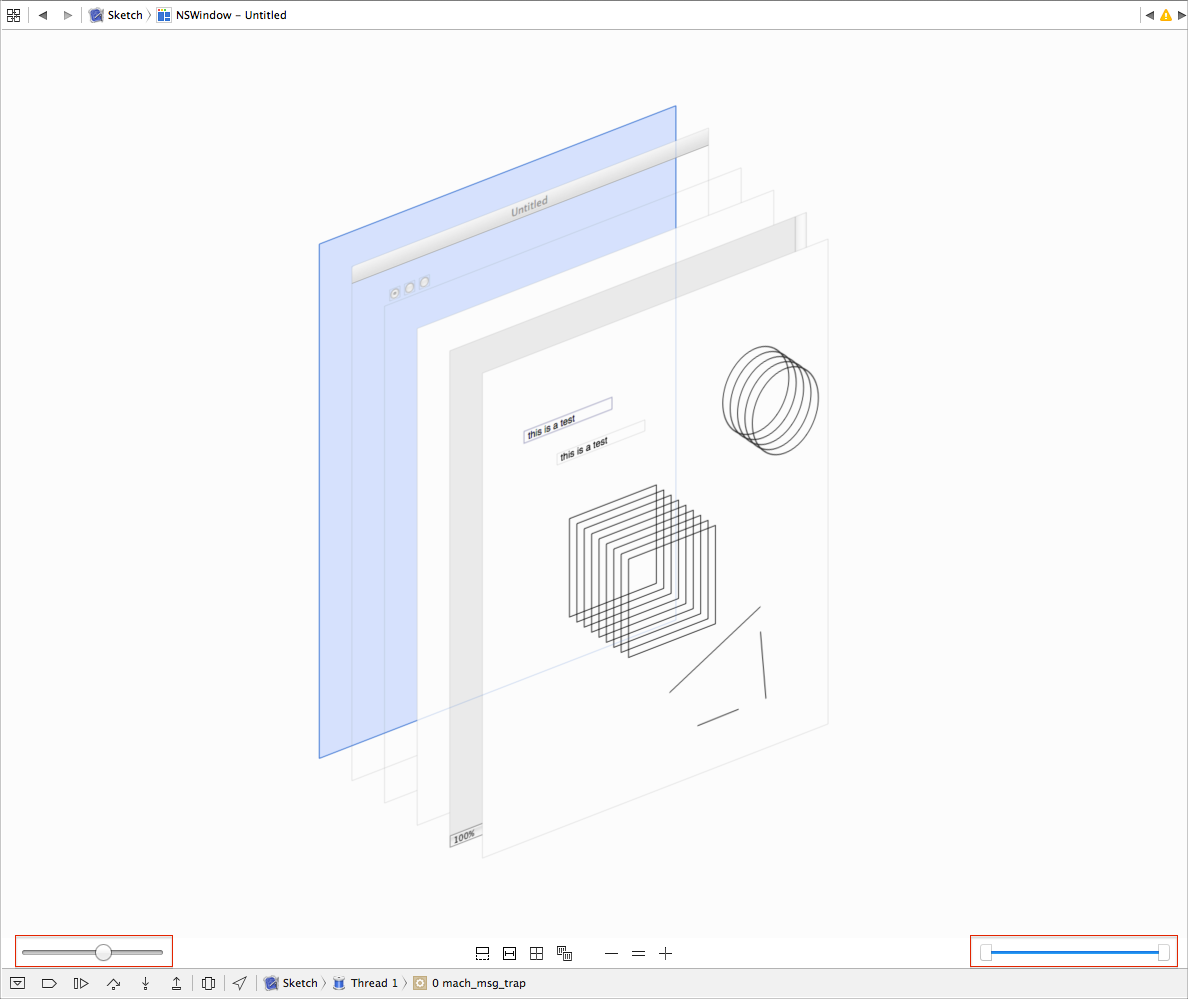 Sketch NSWindow – Untitled
Untitled
this is a test
this is a test
100%
Sketch Thread 1 0 mach_msg_trap